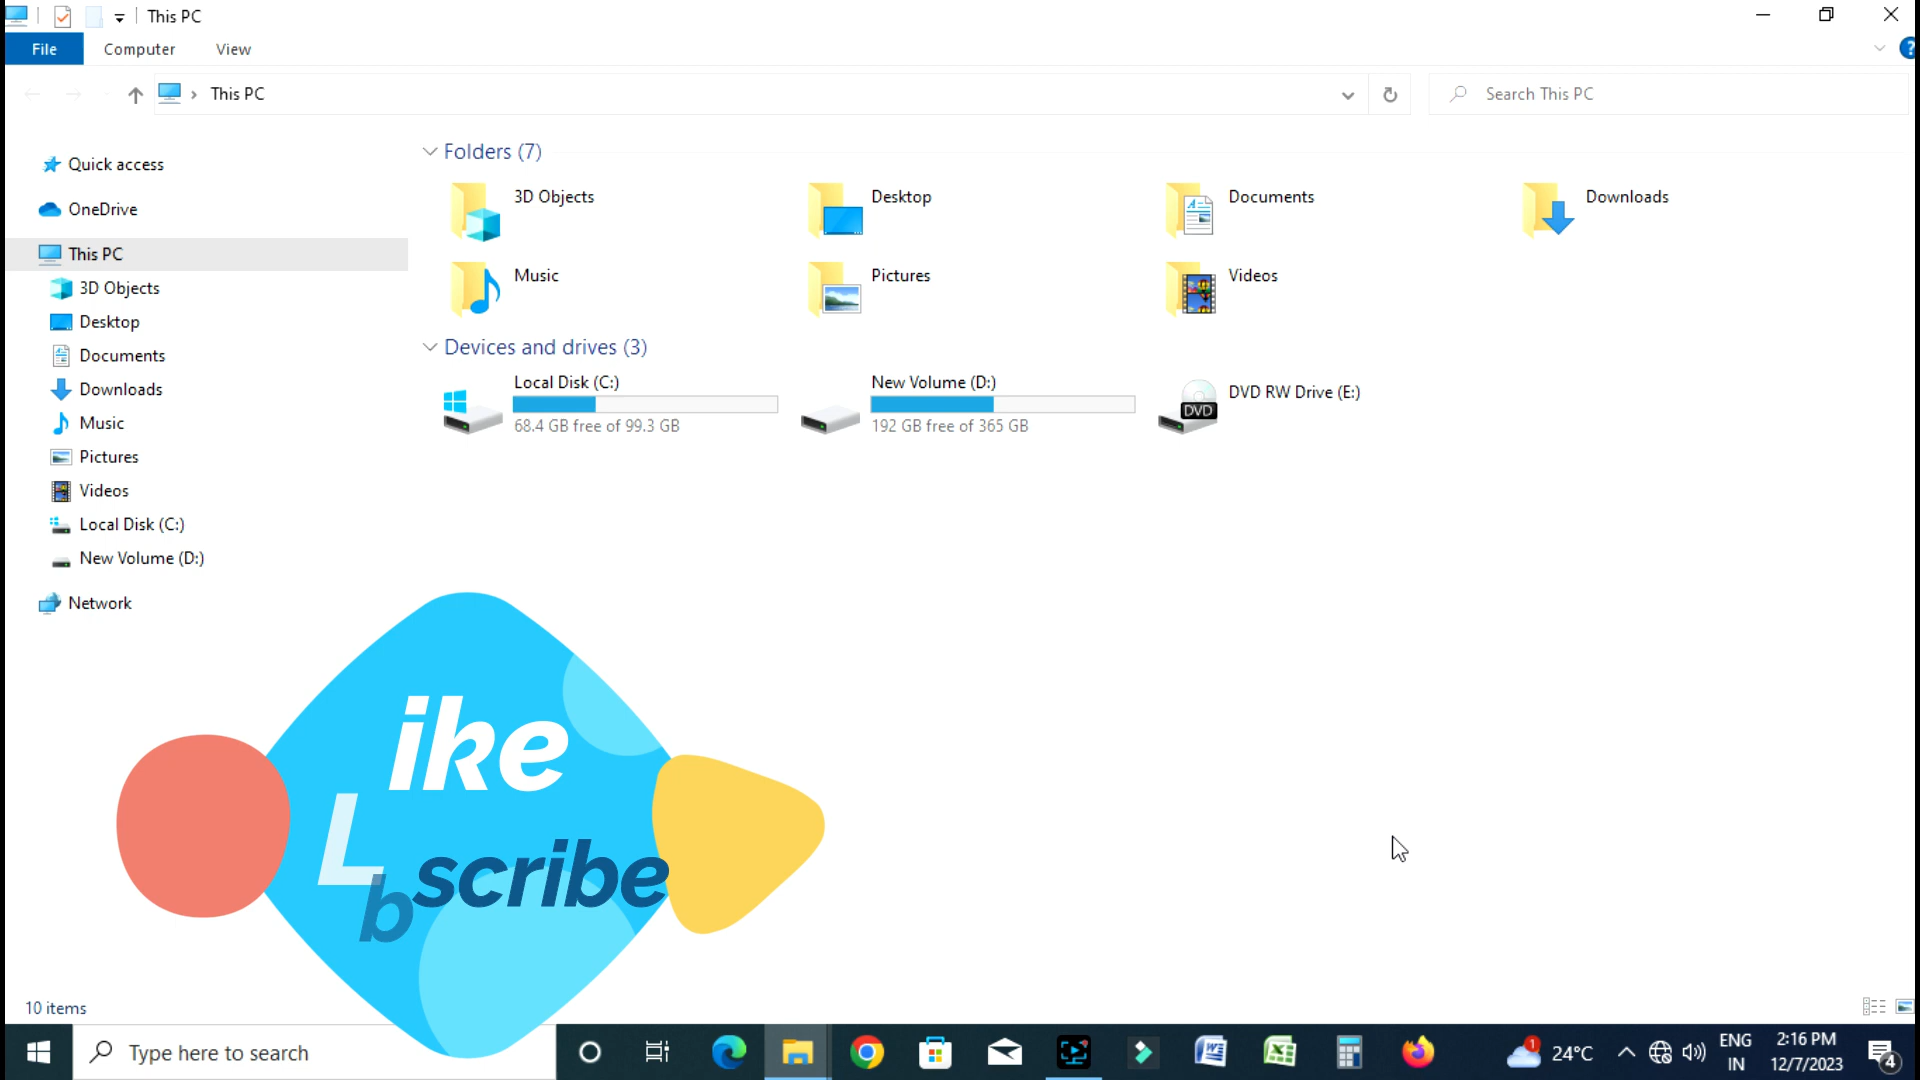 This PC
File Computer View
This PC
Search This PC
Quick access
OneDrive
This PC
3D Objects
Desktop
Documents
Downloads
Music
Pictures
Videos
Local Disk (C:)
New Volume (D:)
Network
Folders (7)
3D Objects
Desktop
Documents
Downloads
Music
Pictures
Videos
Devices and drives (3)
Local Disk (C:)
68.4 GB free of 99.3 GB
New Volume (D:)
192 GB free of 365 GB
DVD
DVD RW Drive (E:)
ike
L
bscribe
10 items
Type here to search
1
24°C
ENG
IN
2:16 PM
12/7/2023
4